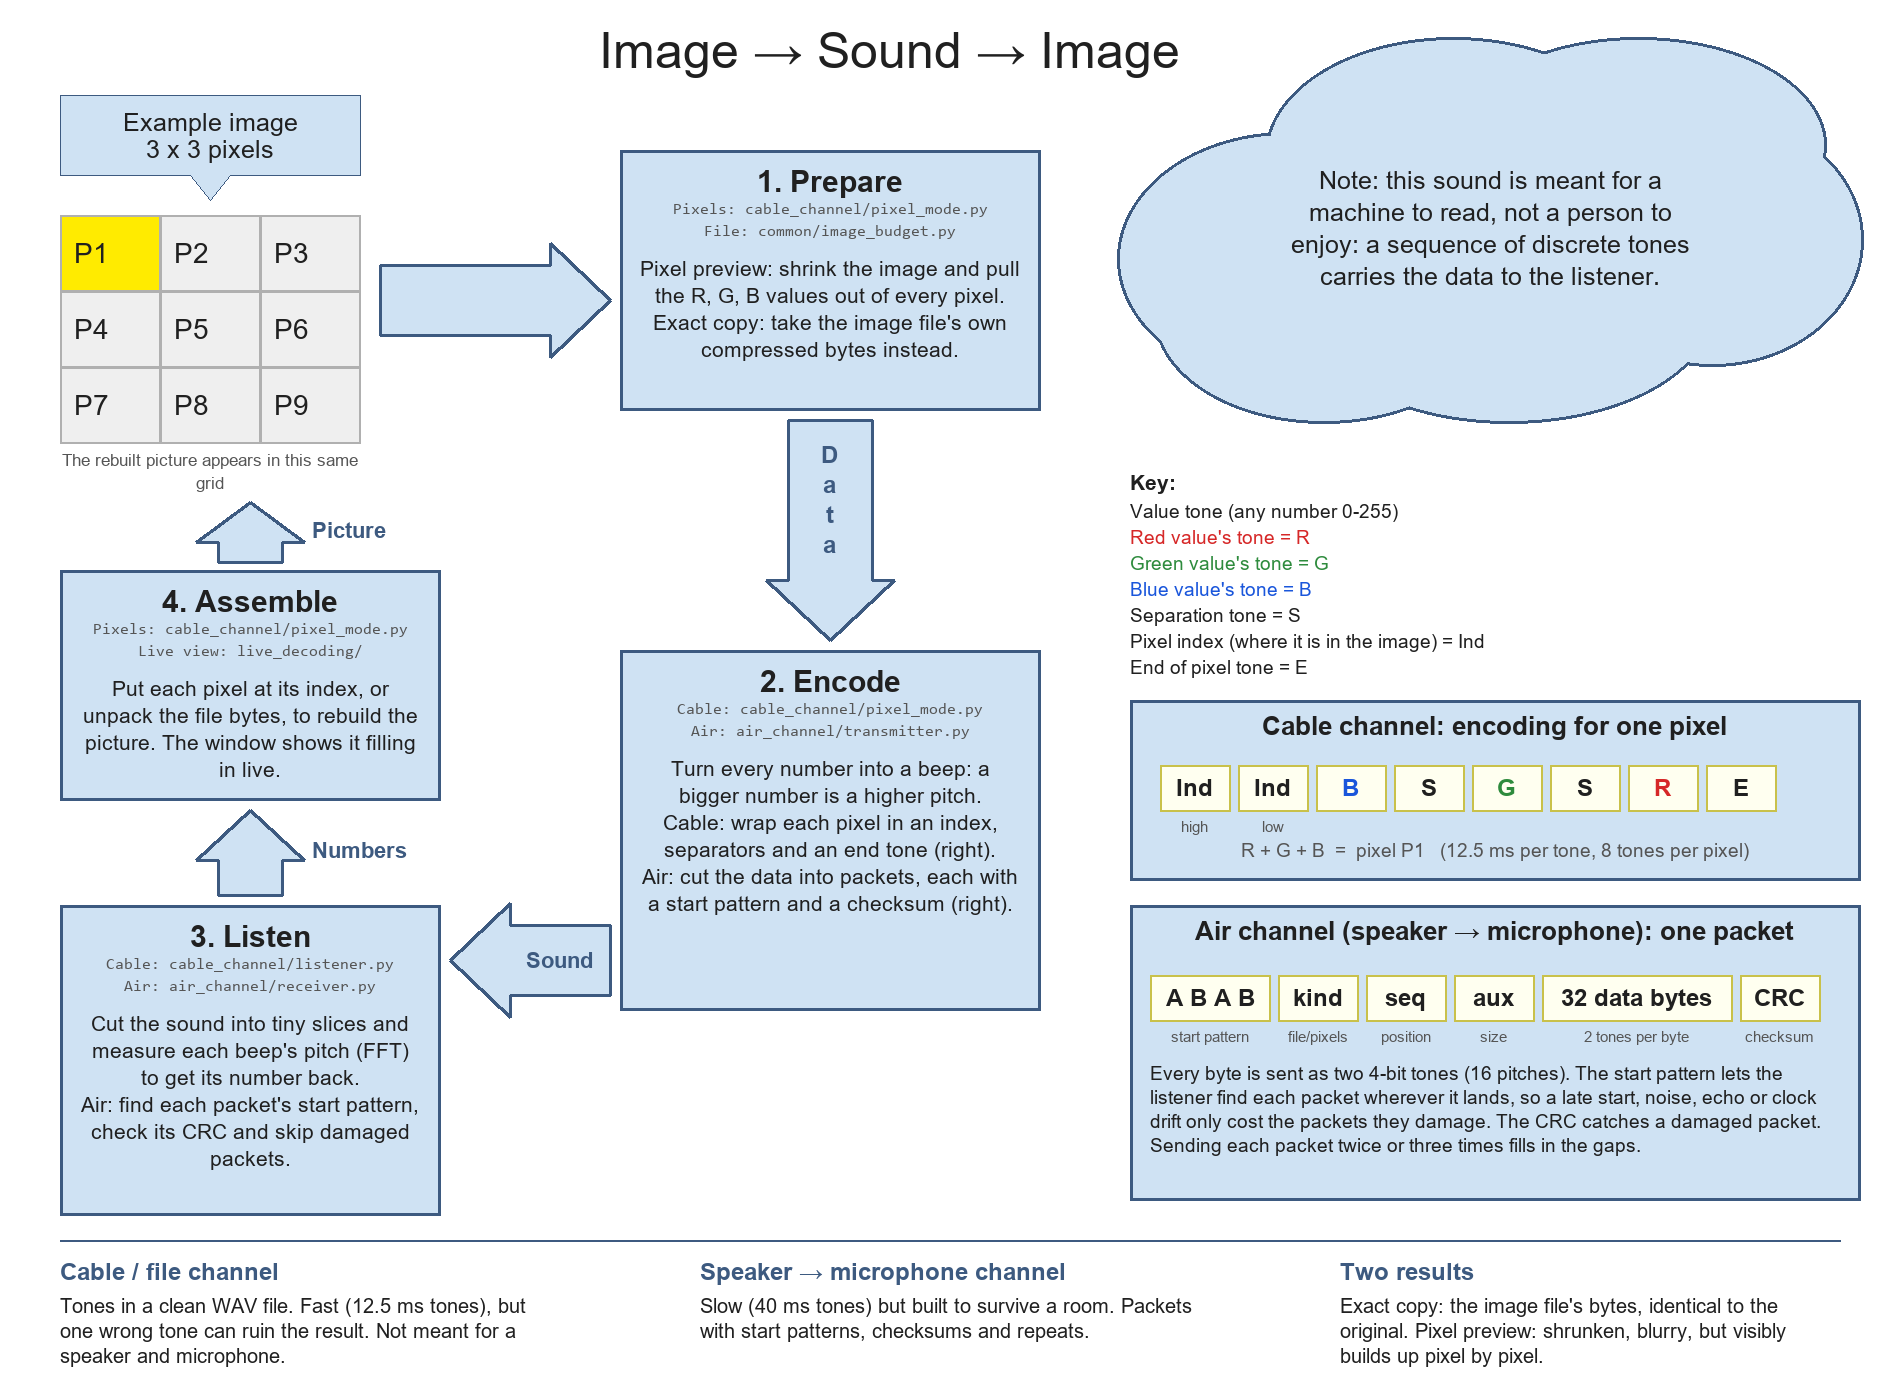 Image → Sound → Image
Example image
3 x 3 pixels
P1
P2
P3
P4
P5
P6
P7
P8
P9
The rebuilt picture appears in this same
grid
1. Prepare
Pixels: cable_channel/pixel_mode.py
File: common/image_budget.py
Pixel preview: shrink the image and pull
the R, G, B values out of every pixel.
Exact copy: take the image file's own
compressed bytes instead.
Note: this sound is meant for a
machine to read, not a person to
enjoy: a sequence of discrete tones
carries the data to the listener.
D
a
t
a
2. Encode
Cable: cable_channel/pixel_mode.py
Air: air_channel/transmitter.py
Turn every number into a beep: a
bigger number is a higher pitch.
Cable: wrap each pixel in an index,
separators and an end tone (right).
Air: cut the data into packets, each with
a start pattern and a checksum (right).
Sound
3. Listen
Cable: cable_channel/listener.py
Air: air_channel/receiver.py
Cut the sound into tiny slices and
measure each beep's pitch (FFT)
to get its number back.
Air: find each packet's start pattern,
check its CRC and skip damaged
packets.
Numbers
4. Assemble
Pixels: cable_channel/pixel_mode.py
Live view: live_decoding/
Put each pixel at its index, or
unpack the file bytes, to rebuild the
picture. The window shows it filling
in live.
Picture
Key:
Value tone (any number 0-255)
Red value's tone = R
Green value's tone = G
Blue value's tone = B
Separation tone = S
Pixel index (where it is in the image) = Ind
End of pixel tone = E
Cable channel: encoding for one pixel
Ind Ind B S G S R E
high low
R + G + B = pixel P1 (12.5 ms per tone, 8 tones per pixel)
Air channel (speaker → microphone): one packet
A B A B kind seq aux 32 data bytes CRC
start pattern file/pixels position size 2 tones per byte checksum
Every byte is sent as two 4-bit tones (16 pitches). The start pattern lets the
listener find each packet wherever it lands, so a late start, noise, echo or clock
drift only cost the packets they damage. The CRC catches a damaged packet.
Sending each packet twice or three times fills in the gaps.
Cable / file channel
Tones in a clean WAV file. Fast (12.5 ms tones), but
one wrong tone can ruin the result. Not meant for a
speaker and microphone.
Speaker → microphone channel
Slow (40 ms tones) but built to survive a room. Packets
with start patterns, checksums and repeats.
Two results
Exact copy: the image file's bytes, identical to the
original. Pixel preview: shrunken, blurry, but visibly
builds up pixel by pixel.